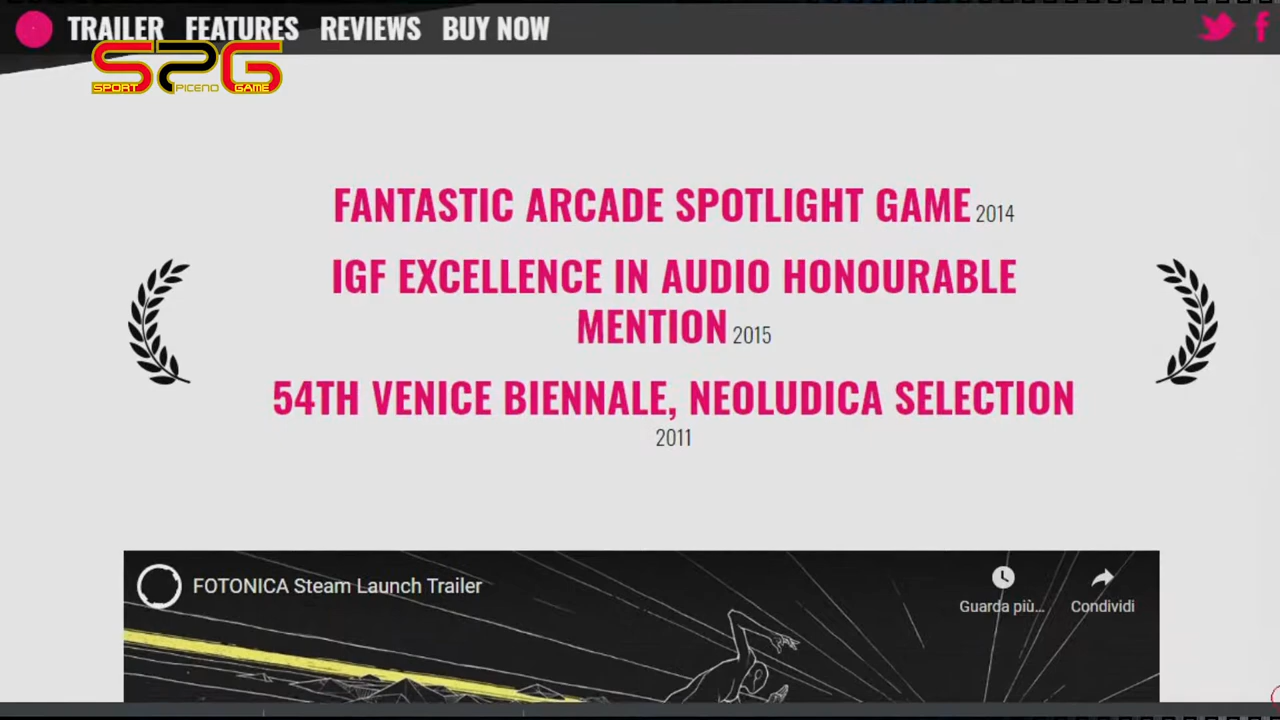 TRAILER FEATURES REVIEWS BUY NOW
SPG
SPORT PICENO GAME
FANTASTIC ARCADE SPOTLIGHT GAME 2014
IGF EXCELLENCE IN AUDIO HONOURABLE
MENTION 2015
54TH VENICE BIENNALE, NEOLUDICA SELECTION
2011
FOTONICA Steam Launch Trailer
Guarda più... Condividi